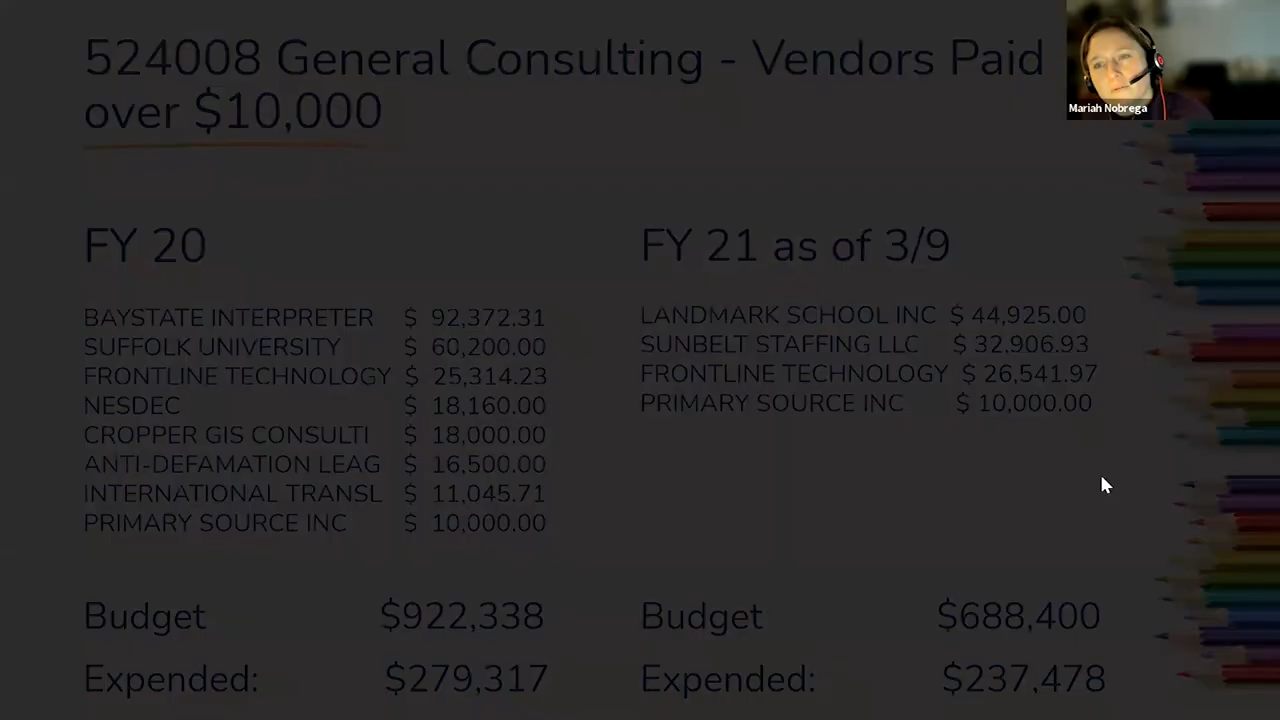 524008 General Consulting - Vendors Paid
over $10,000
Mariah Nobrega
FY 20
BAYSTATE INTERPRETER $ 92,372.31
SUFFOLK UNIVERSITY $ 60,200.00
FRONTLINE TECHNOLOGY $ 25,314.23
NESDEC $ 18,160.00
CROPPER GIS CONSULTI $ 18,000.00
ANTI-DEFAMATION LEAG $ 16,500.00
INTERNATIONAL TRANSL $ 11,045.71
PRIMARY SOURCE INC $ 10,000.00
Budget $922,338
Expended: $279,317
FY 21 as of 3/9
LANDMARK SCHOOL INC $ 44,925.00
SUNBELT STAFFING LLC $ 32,906.93
FRONTLINE TECHNOLOGY $ 26,541.97
PRIMARY SOURCE INC $ 10,000.00
Budget $688,400
Expended: $237,478